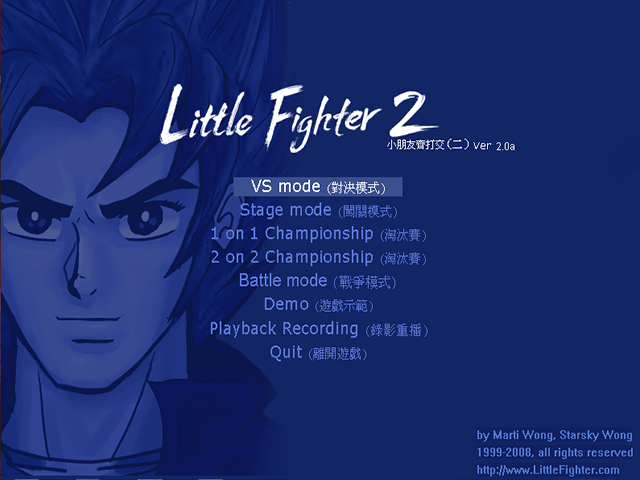 Little Fighter 2
小朋友齊打交(二) Ver 2.0a
VS mode (對決模式)
Stage mode (闖關模式)
1 on 1 Championship (淘汰賽)
2 on 2 Championship (淘汰賽)
Battle mode (戰爭模式)
Demo (遊戲示範)
Playback Recording (錄影重播)
Quit (離開遊戲)
by Marti Wong, Starsky Wong
1999-2008, all rights reserved
http://www.LittleFighter.com